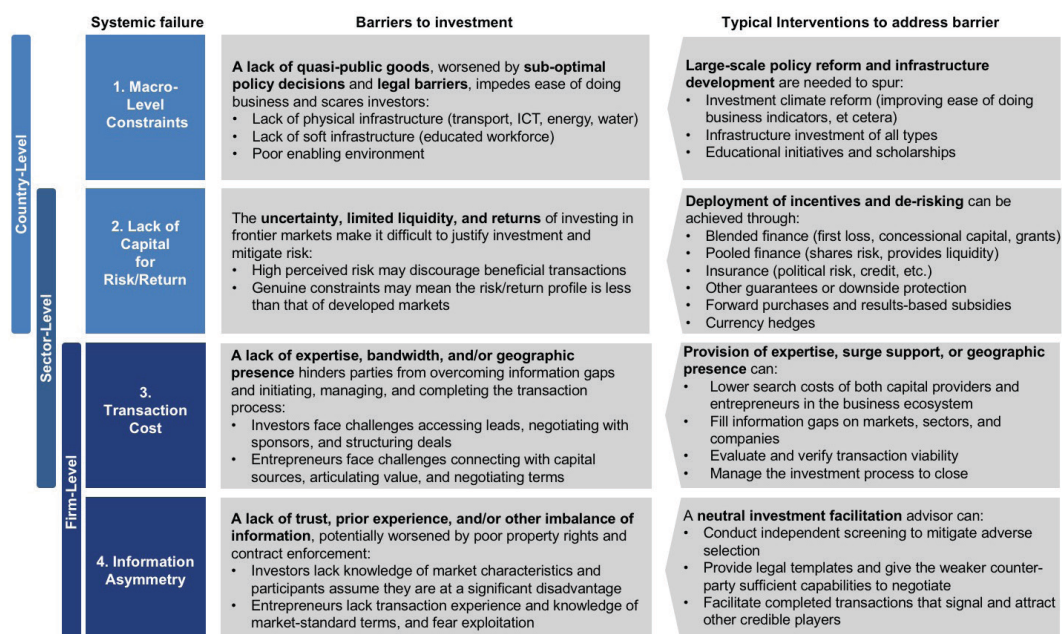 Systemic failure
Barriers to investment
Typical Interventions to address barrier
Country-Level
Sector-Level
Firm-Level
1. Macro-
Level
Constraints
A lack of quasi-public goods, worsened by sub-optimal
policy decisions and legal barriers, impedes ease of doing
business and scares investors:
• Lack of physical infrastructure (transport, ICT, energy, water)
• Lack of soft infrastructure (educated workforce)
• Poor enabling environment
Large-scale policy reform and infrastructure
development are needed to spur:
• Investment climate reform (improving ease of doing
business indicators, et cetera)
• Infrastructure investment of all types
• Educational initiatives and scholarships
2. Lack of
Capital
for
Risk/Return
The uncertainty, limited liquidity, and returns of investing in
frontier markets make it difficult to justify investment and
mitigate risk:
• High perceived risk may discourage beneficial transactions
• Genuine constraints may mean the risk/return profile is less
than that of developed markets
Deployment of incentives and de-risking can be
achieved through:
• Blended finance (first loss, concessional capital, grants)
• Pooled finance (shares risk, provides liquidity)
• Insurance (political risk, credit, etc.)
• Other guarantees or downside protection
• Forward purchases and results-based subsidies
• Currency hedges
3.
Transaction
Cost
A lack of expertise, bandwidth, and/or geographic
presence hinders parties from overcoming information gaps
and initiating, managing, and completing the transaction
process:
• Investors face challenges accessing leads, negotiating with
sponsors, and structuring deals
• Entrepreneurs face challenges connecting with capital
sources, articulating value, and negotiating terms
Provision of expertise, surge support, or geographic
presence can:
• Lower search costs of both capital providers and
entrepreneurs in the business ecosystem
• Fill information gaps on markets, sectors, and
companies
• Evaluate and verify transaction viability
• Manage the investment process to close
4. Information
Asymmetry
A lack of trust, prior experience, and/or other imbalance of
information, potentially worsened by poor property rights and
contract enforcement:
• Investors lack knowledge of market characteristics and
participants assume they are at a significant disadvantage
• Entrepreneurs lack transaction experience and knowledge of
market-standard terms, and fear exploitation
A neutral investment facilitation advisor can:
• Conduct independent screening to mitigate adverse
selection
• Provide legal templates and give the weaker counter-
party sufficient capabilities to negotiate
• Facilitate completed transactions that signal and attract
other credible players